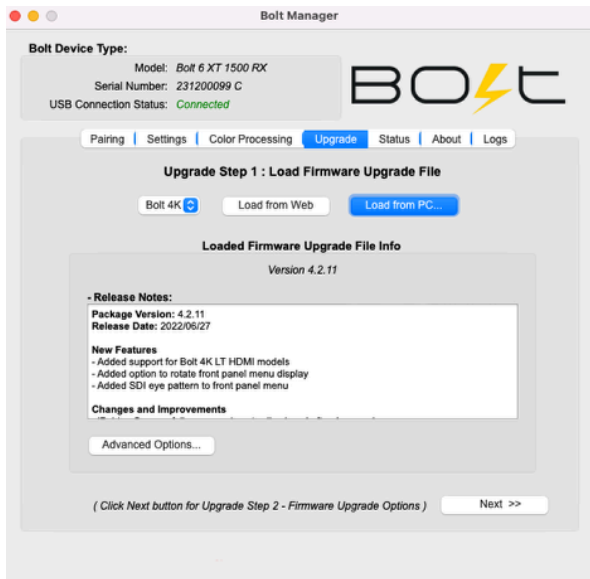 Bolt Manager
Bolt Device Type:
Model: Bolt 6 XT 1500 RX
Serial Number: 231200099 C
USB Connection Status: Connected
BOLT
Pairing Settings Color Processing Upgrade Status About Logs
Upgrade Step 1 : Load Firmware Upgrade File
Bolt 4K Load from Web Load from PC...
Loaded Firmware Upgrade File Info
Version 4.2.11
- Release Notes:
Package Version: 4.2.11
Release Date: 2022/06/27
New Features
- Added support for Bolt 4K LT HDMI models
- Added option to rotate front panel menu display
- Added SDI eye pattern to front panel menu
Changes and Improvements
Advanced Options...
( Click Next button for Upgrade Step 2 - Firmware Upgrade Options ) Next >>